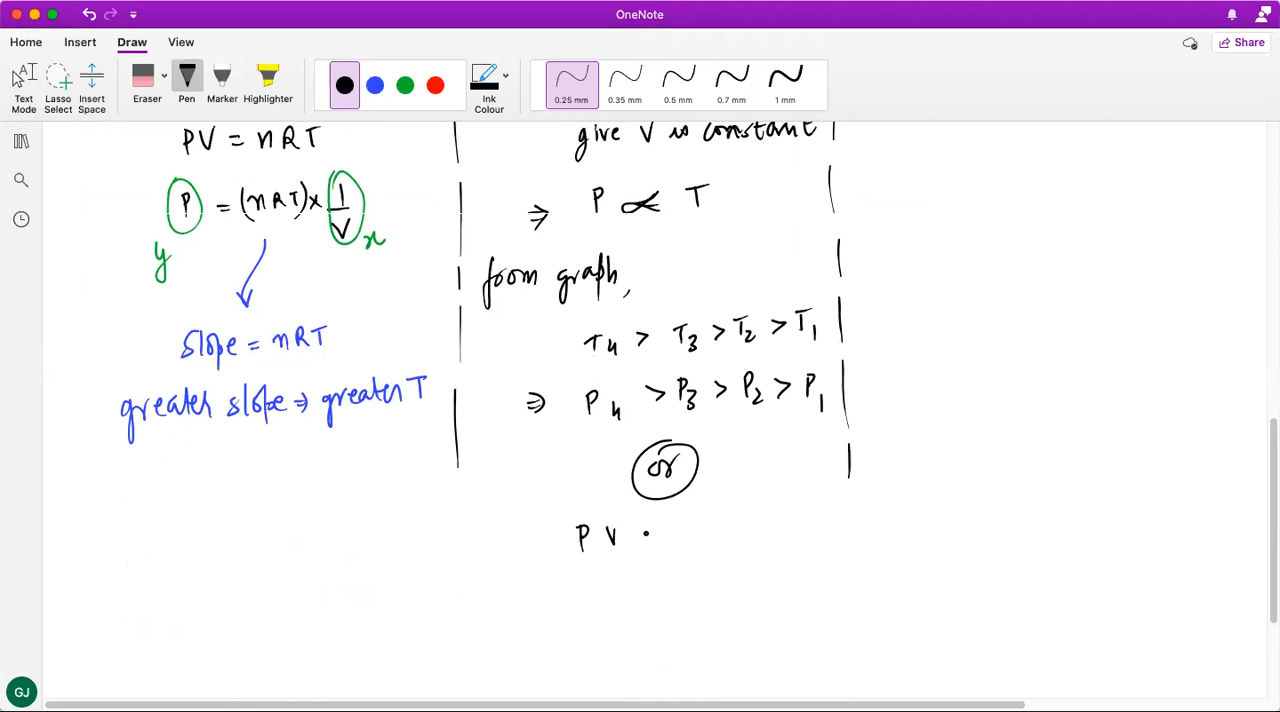 OneNote
Home Insert Draw View
Share
Text Mode
Lasso Select
Insert Space
Eraser
Pen
Marker
Highlighter
Ink Colour
0.25 mm
0.35 mm
0.5 mm
0.7 mm
1 mm
PV = nRT
P = (nRT) × 1/V
y
x
slope = nRT
greater slope ⇒ greater T
give V is constant
⇒ P ∝ T
from graph,
T4 > T3 > T2 > T1
⇒ P4 > P3 > P2 > P1
or
P V
GJ